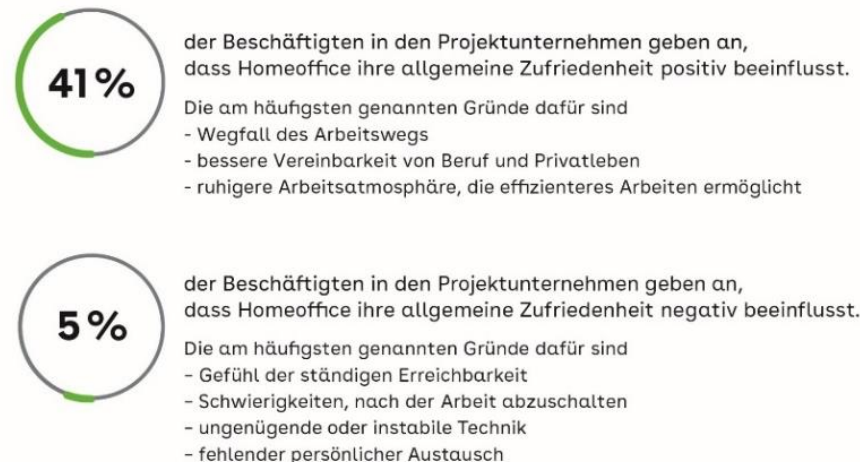 41 %
der Beschäftigten in den Projektunternehmen geben an,
dass Homeoffice ihre allgemeine Zufriedenheit positiv beeinflusst.
Die am häufigsten genannten Gründe dafür sind
- Wegfall des Arbeitswegs
- bessere Vereinbarkeit von Beruf und Privatleben
- ruhigere Arbeitsatmosphäre, die effizienteres Arbeiten ermöglicht
5 %
der Beschäftigten in den Projektunternehmen geben an,
dass Homeoffice ihre allgemeine Zufriedenheit negativ beeinflusst.
Die am häufigsten genannten Gründe dafür sind
– Gefühl der ständigen Erreichbarkeit
– Schwierigkeiten, nach der Arbeit abzuschalten
– ungenügende oder instabile Technik
– fehlender persönlicher Austausch